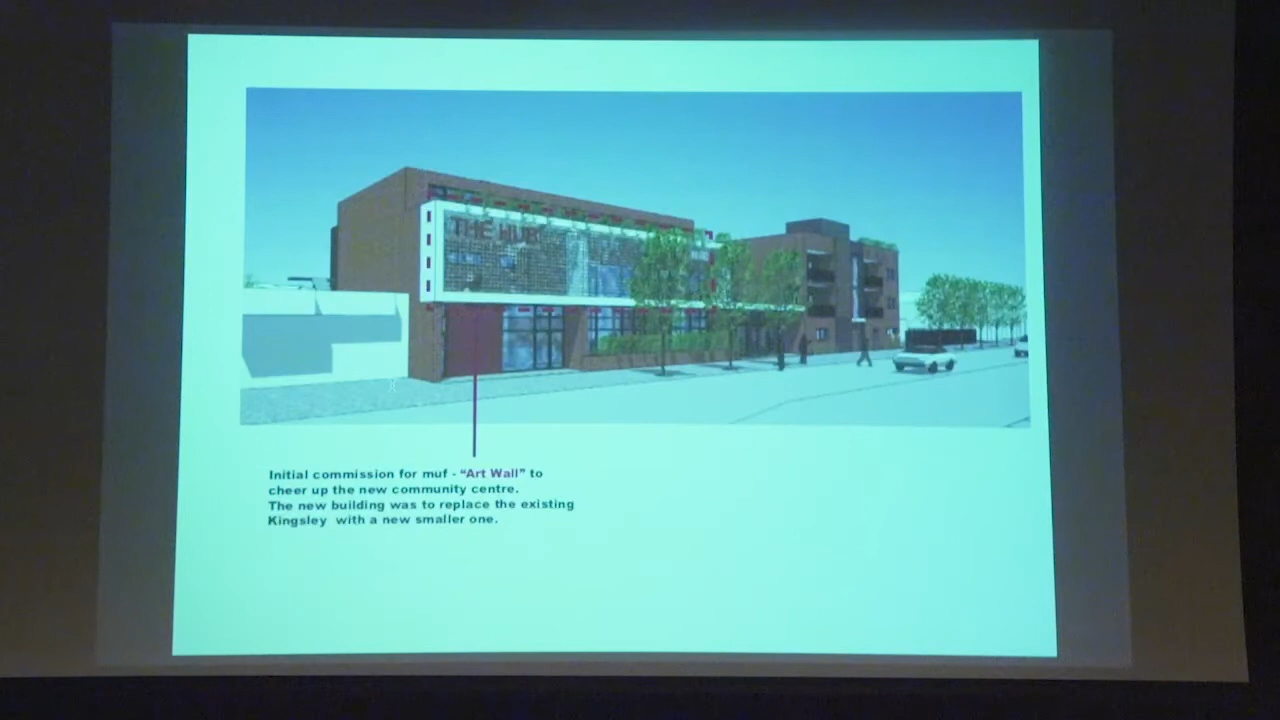 THE HUB
Initial commission for muf - “Art Wall” to
cheer up the new community centre.
The new building was to replace the existing
Kingsley with a new smaller one.